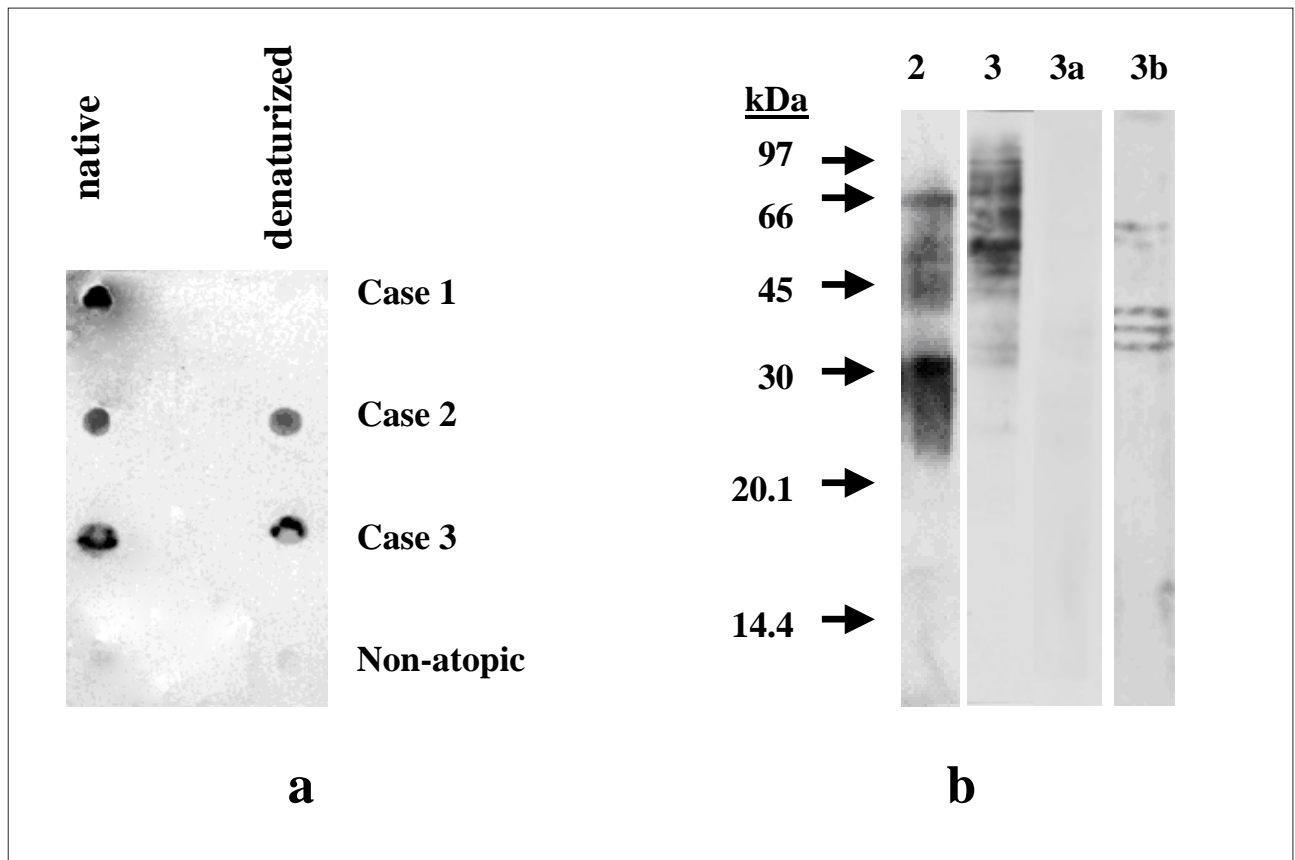 native
denaturized
Case 1
Case 2
Case 3
Non-atopic
a
2 3 3a 3b
kDa
97
66
45
30
20.1
14.4
b